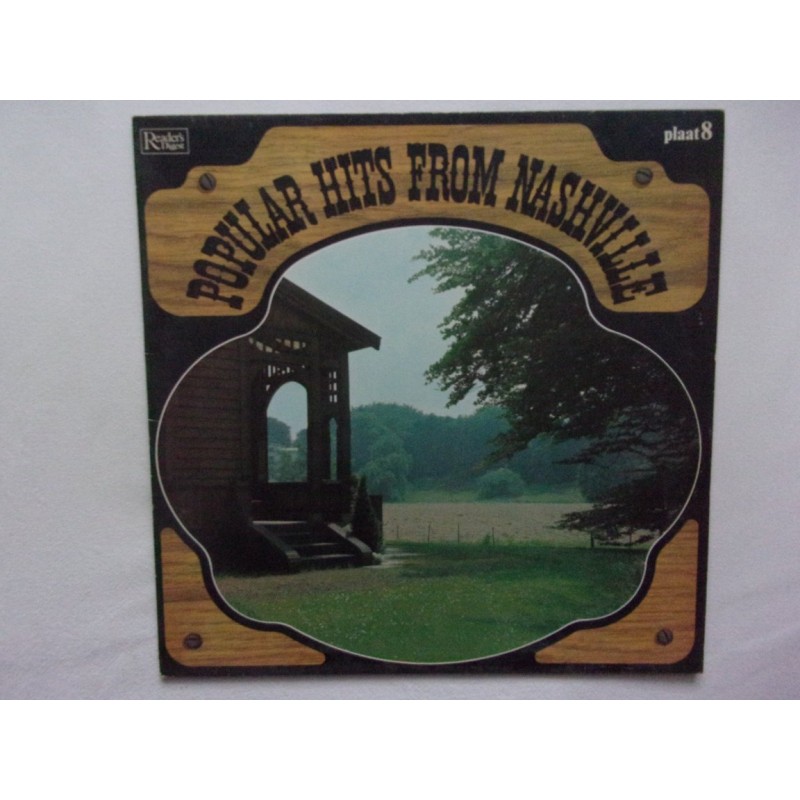 Reader's
Digest
plaat 8
POPULAR HITS FROM NASHVILLE